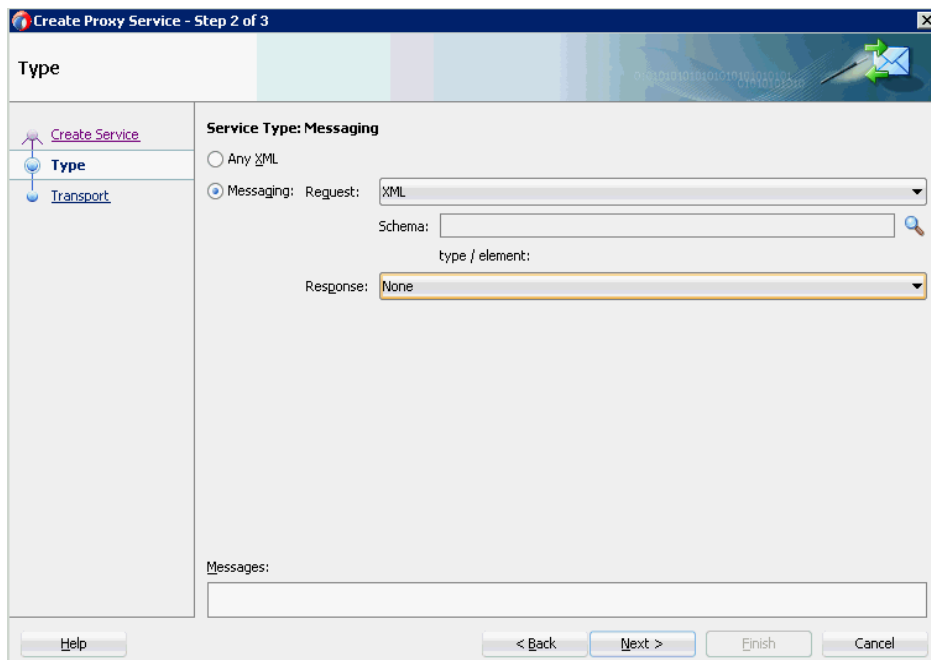 Create Proxy Service - Step 2 of 3
Type
Create Service
Type
Transport
Service Type: Messaging
Any XML
Messaging: Request: XML
Schema:
type / element:
Response: None
Messages:
Help
< Back
Next >
Finish
Cancel